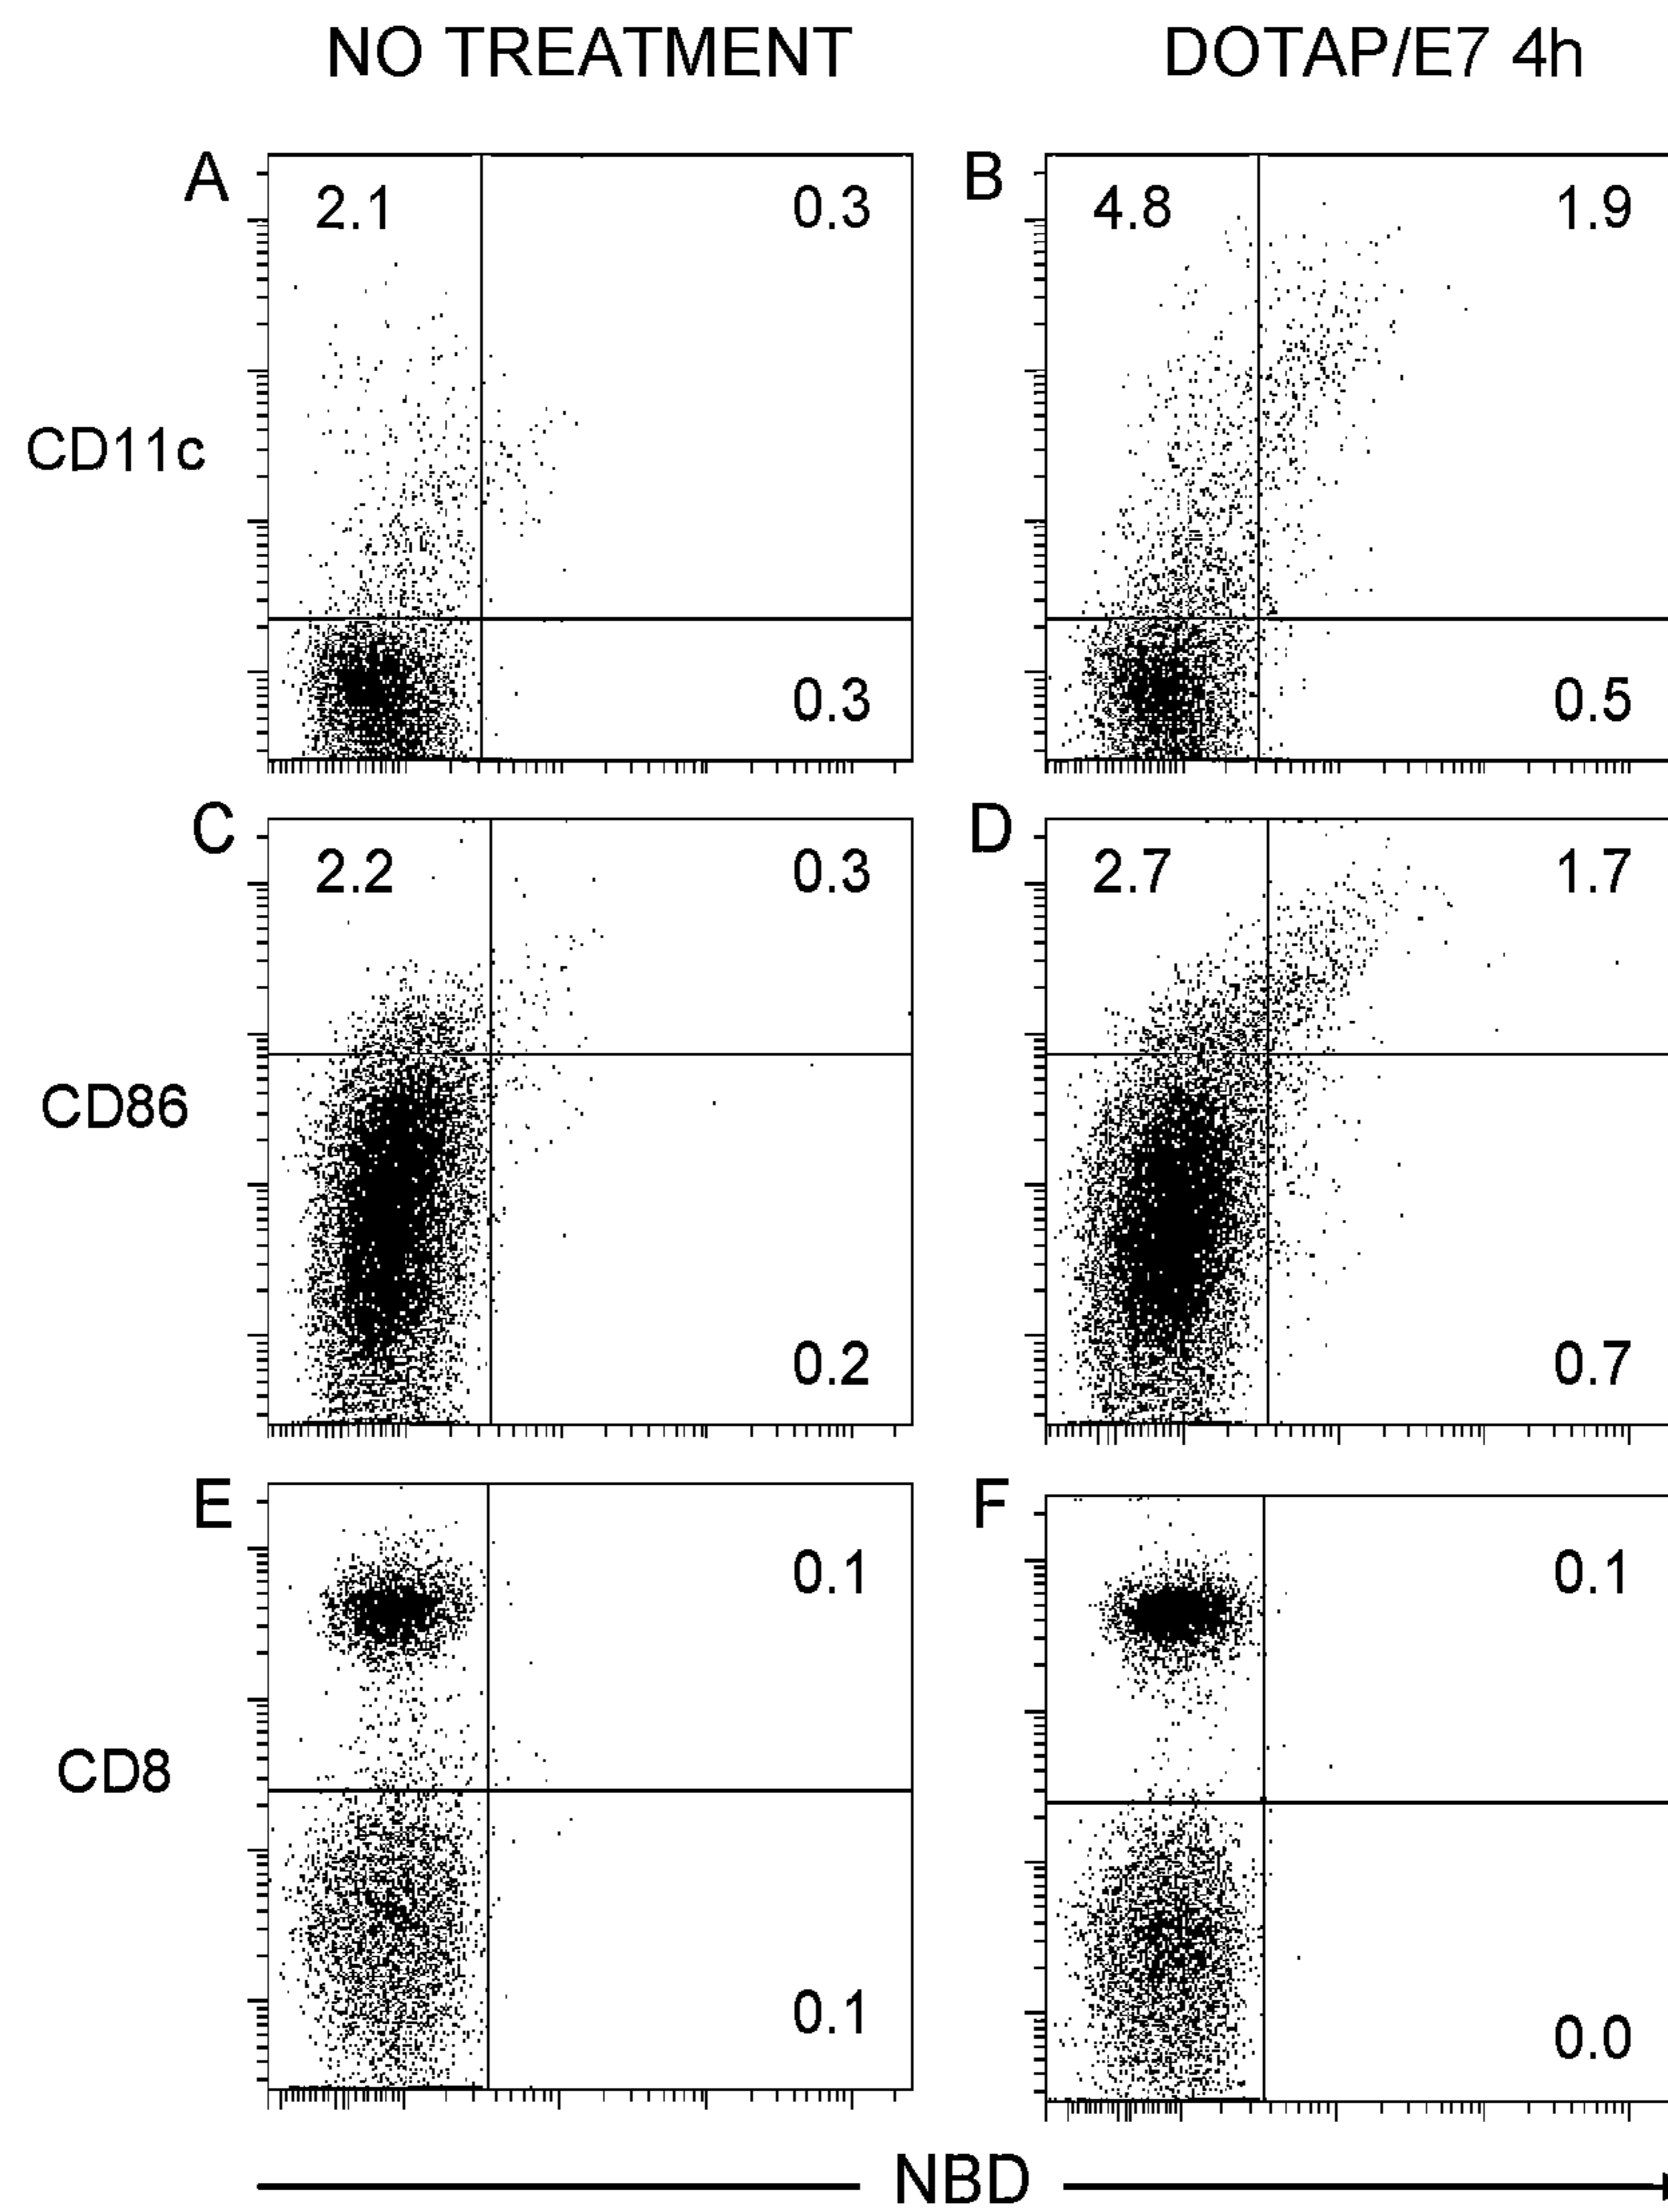 NO TREATMENT DOTAP/E7 4h
A 2.1 0.3 B 4.8 1.9
CD11c
0.3 0.5
C 2.2 0.3 D 2.7 1.7
CD86
0.2 0.7
E 0.1 F 0.1
CD8
0.1 0.0
NBD